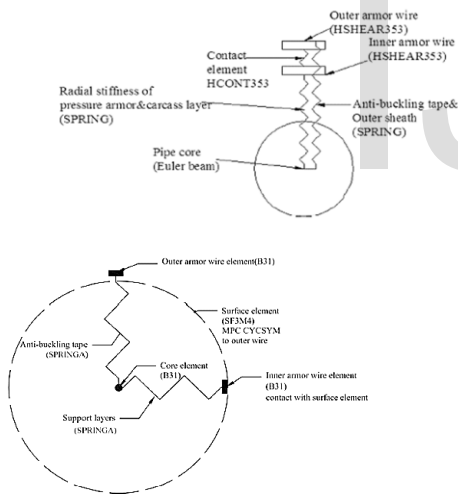 Outer armor wire
(HSHEAR353)
Inner armor wire
(HSHEAR353)
Contact
element
HCONT353
Radial stiffness of
pressure armor&carcass layer
(SPRING)
Anti-buckling tape&
Outer sheath
(SPRING)
Pipe core
(Euler beam)
Outer armor wire element(B31)
Surface element
(SF3M4)
MPC CYCSYM
to outer wire
Anti-buckling tape
(SPRINGA)
Core element
(B31)
Inner armor wire element
(B31)
contact with surface element
Support layers
(SPRINGA)